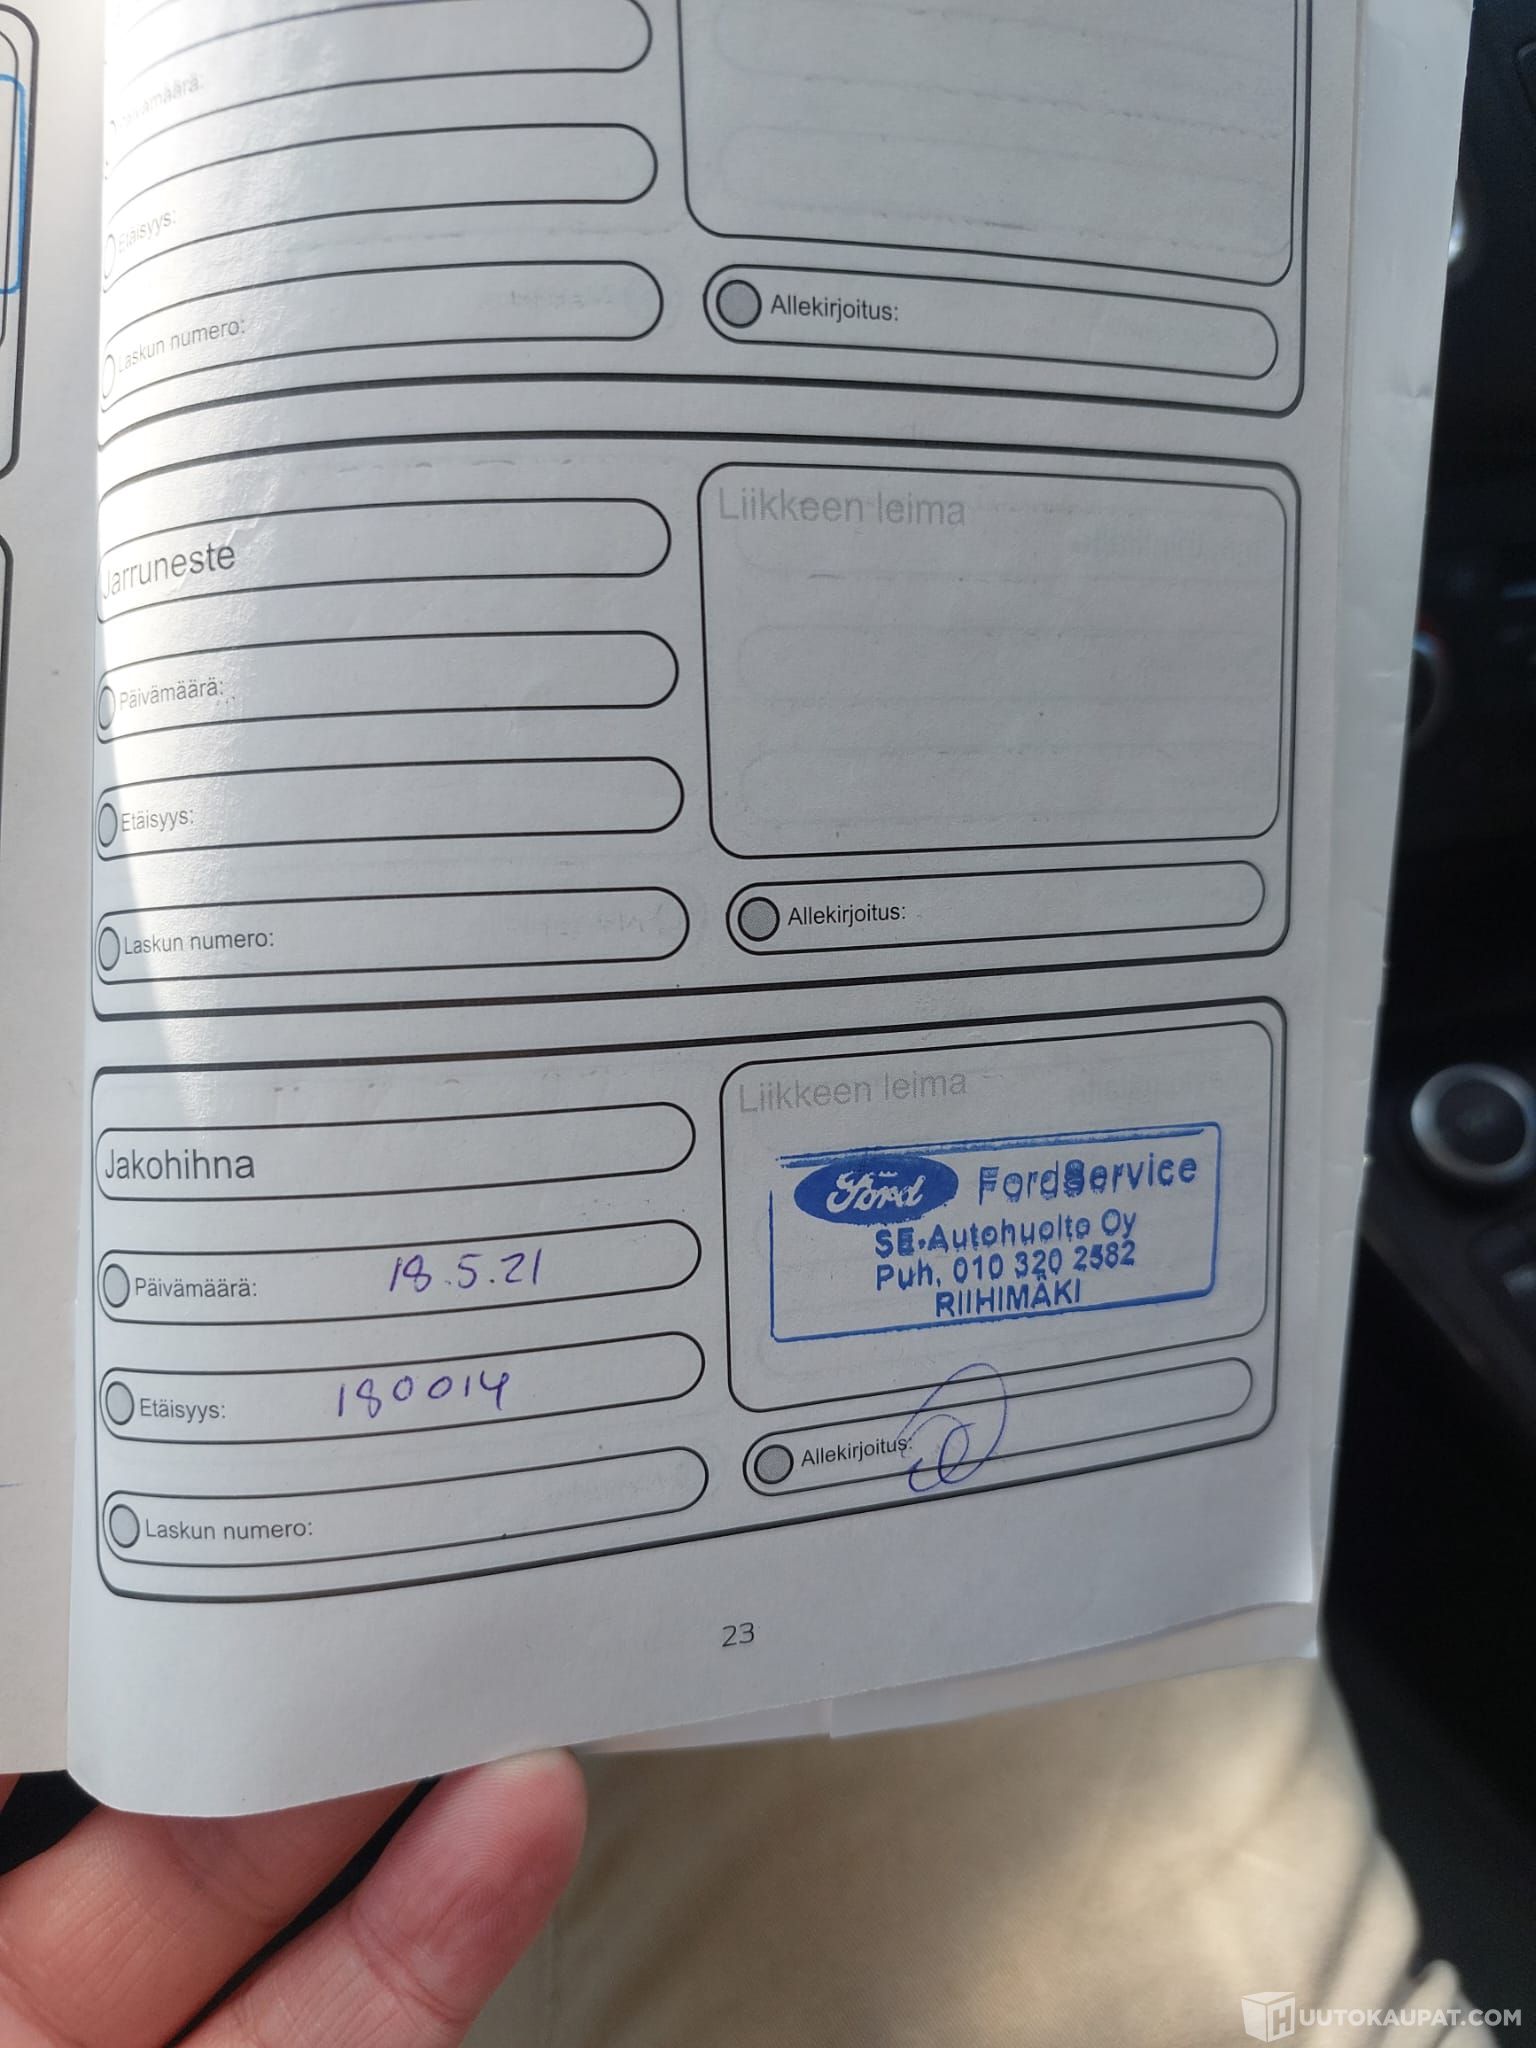 Päivämäärä:
Etäisyys:
Laskun numero:
Allekirjoitus:
Jarruneste
Liikkeen leima
Päivämäärä:
Etäisyys:
Laskun numero:
Allekirjoitus:
Jakohihna
Liikkeen leima
Päivämäärä: 18.5.21
Etäisyys: 180014
Laskun numero:
Ford FordService
SE-Autohuolto Oy
Puh. 010 320 2582
RIIHIMÄKI
Allekirjoitus:
23
HUUTOKAUPAT.COM